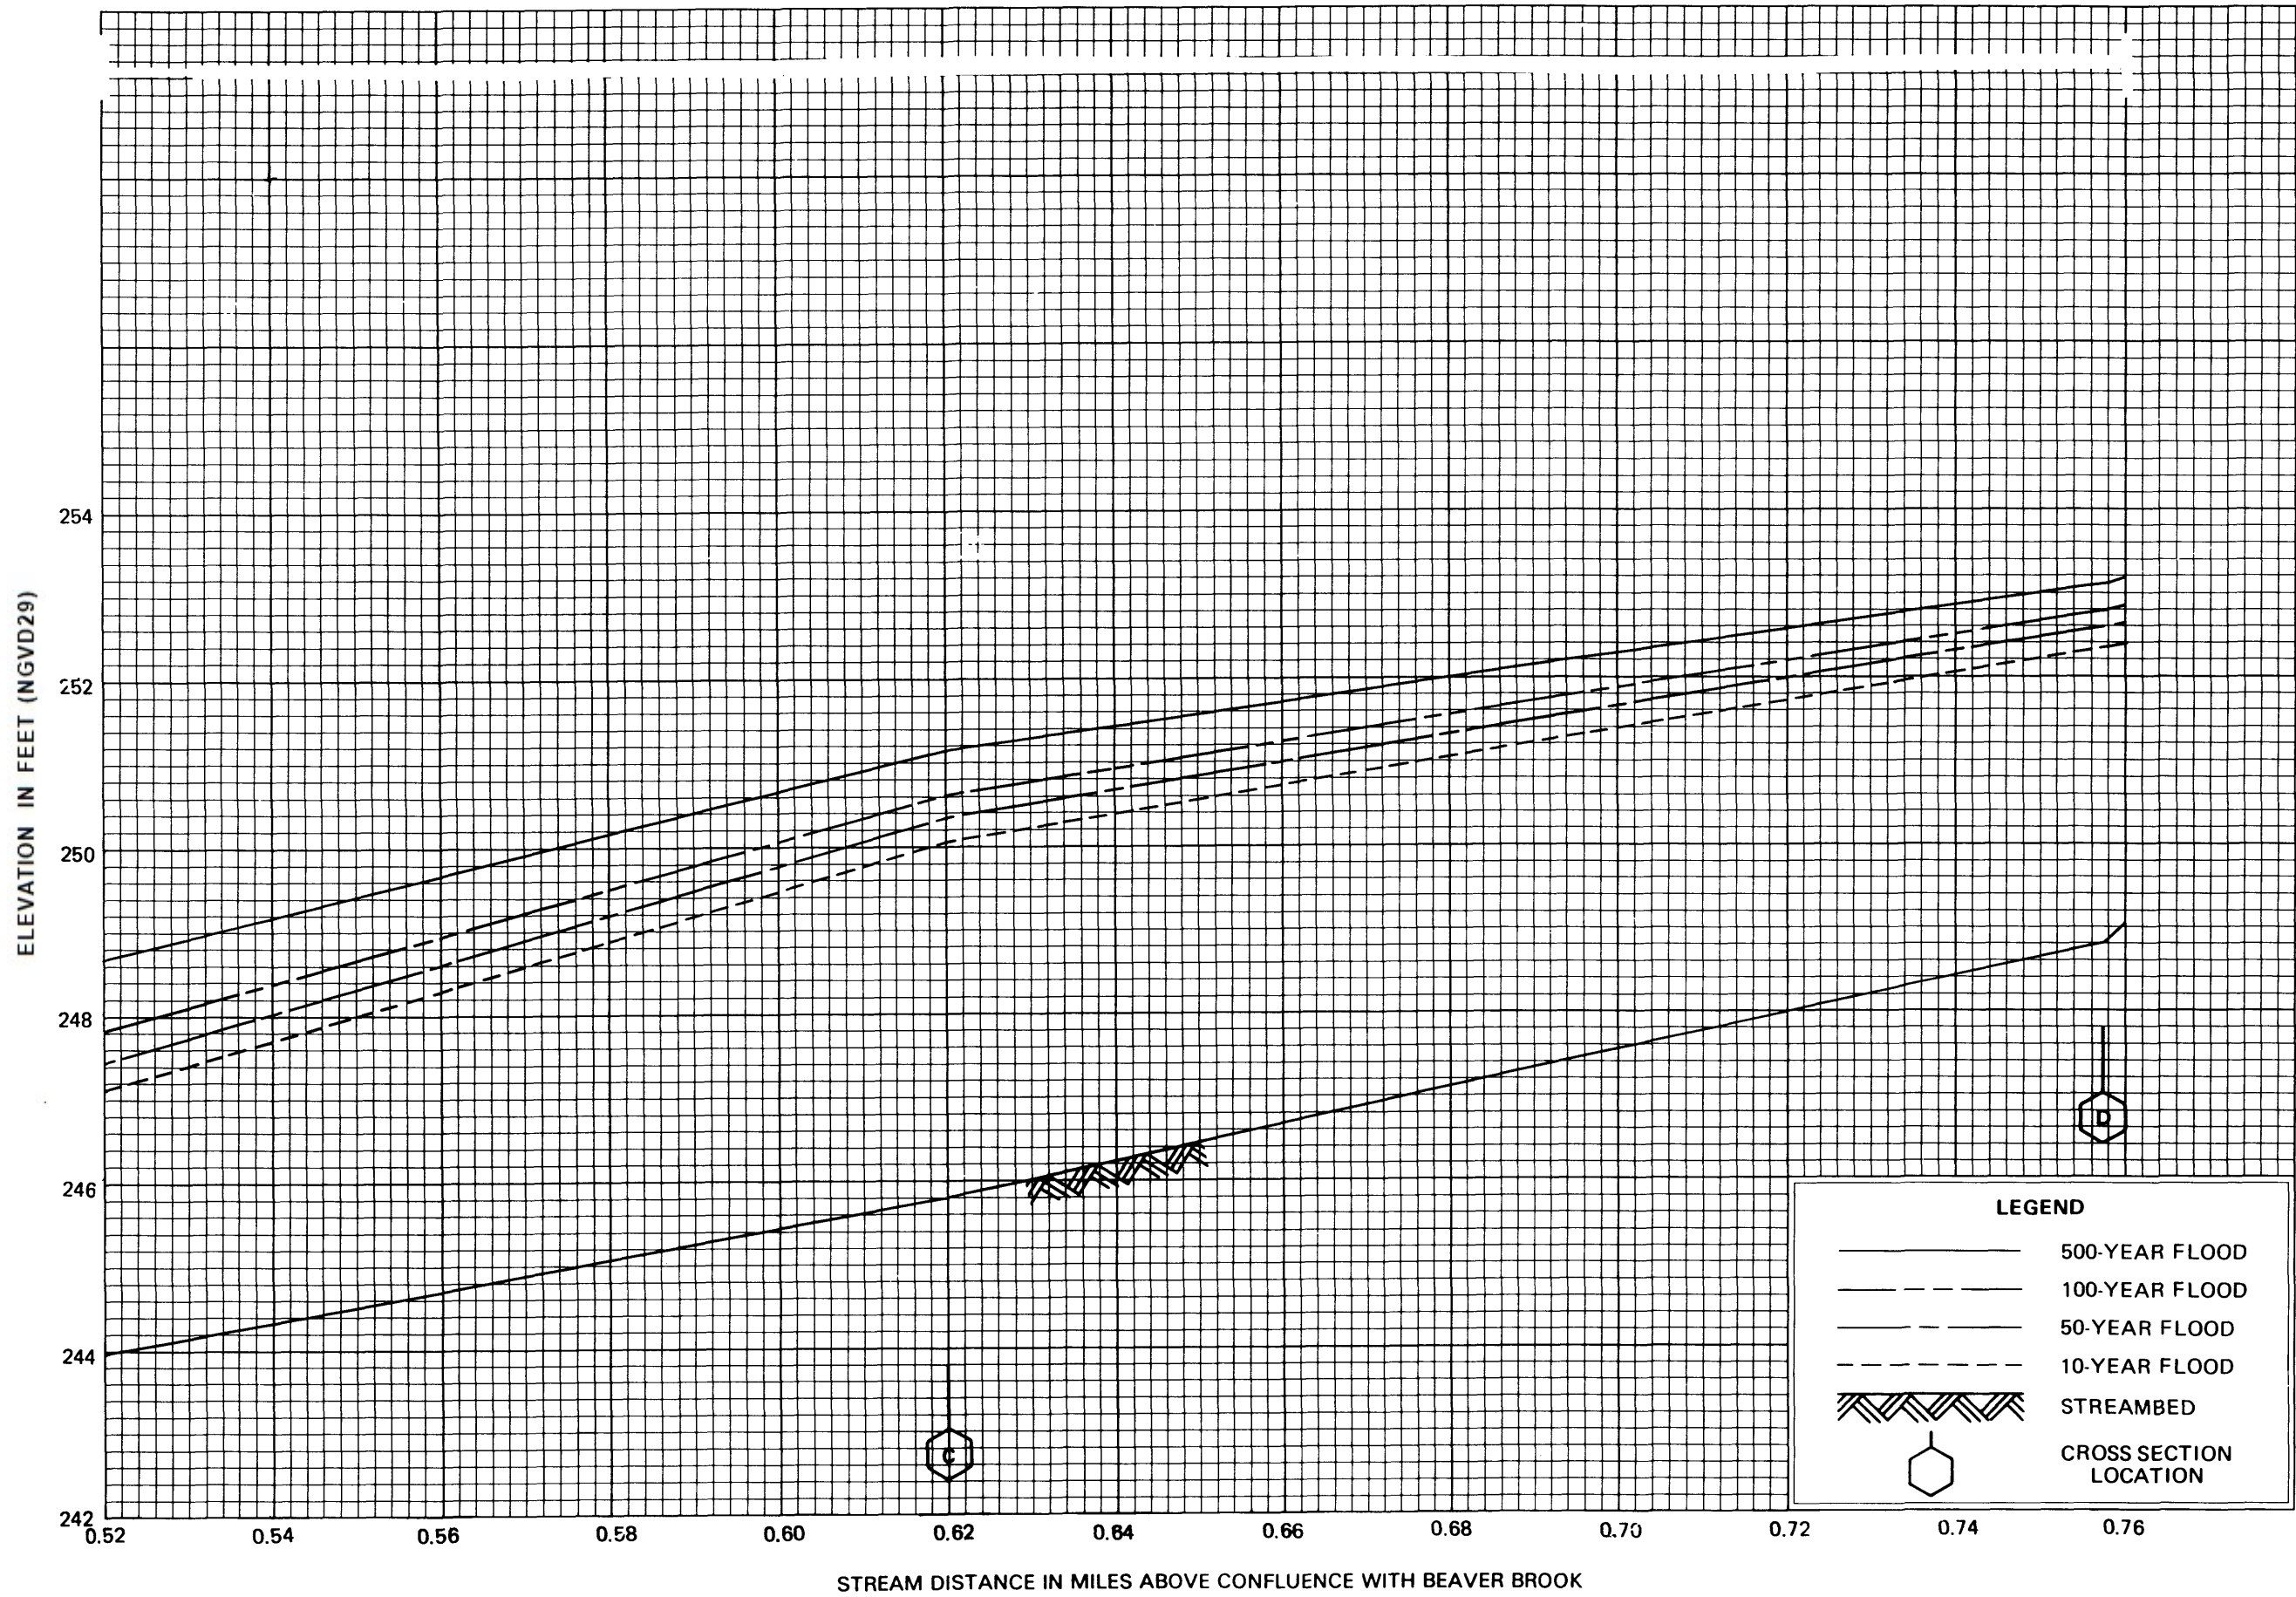 ELEVATION IN FEET (NGVD29)
254
252
250
248
246
244
242
0.52 0.54 0.56 0.58 0.60 0.62 0.64 0.66 0.68 0.70 0.72 0.74 0.76
STREAM DISTANCE IN MILES ABOVE CONFLUENCE WITH BEAVER BROOK
C
D
LEGEND
500-YEAR FLOOD
100-YEAR FLOOD
50-YEAR FLOOD
10-YEAR FLOOD
STREAMBED
CROSS SECTION
LOCATION